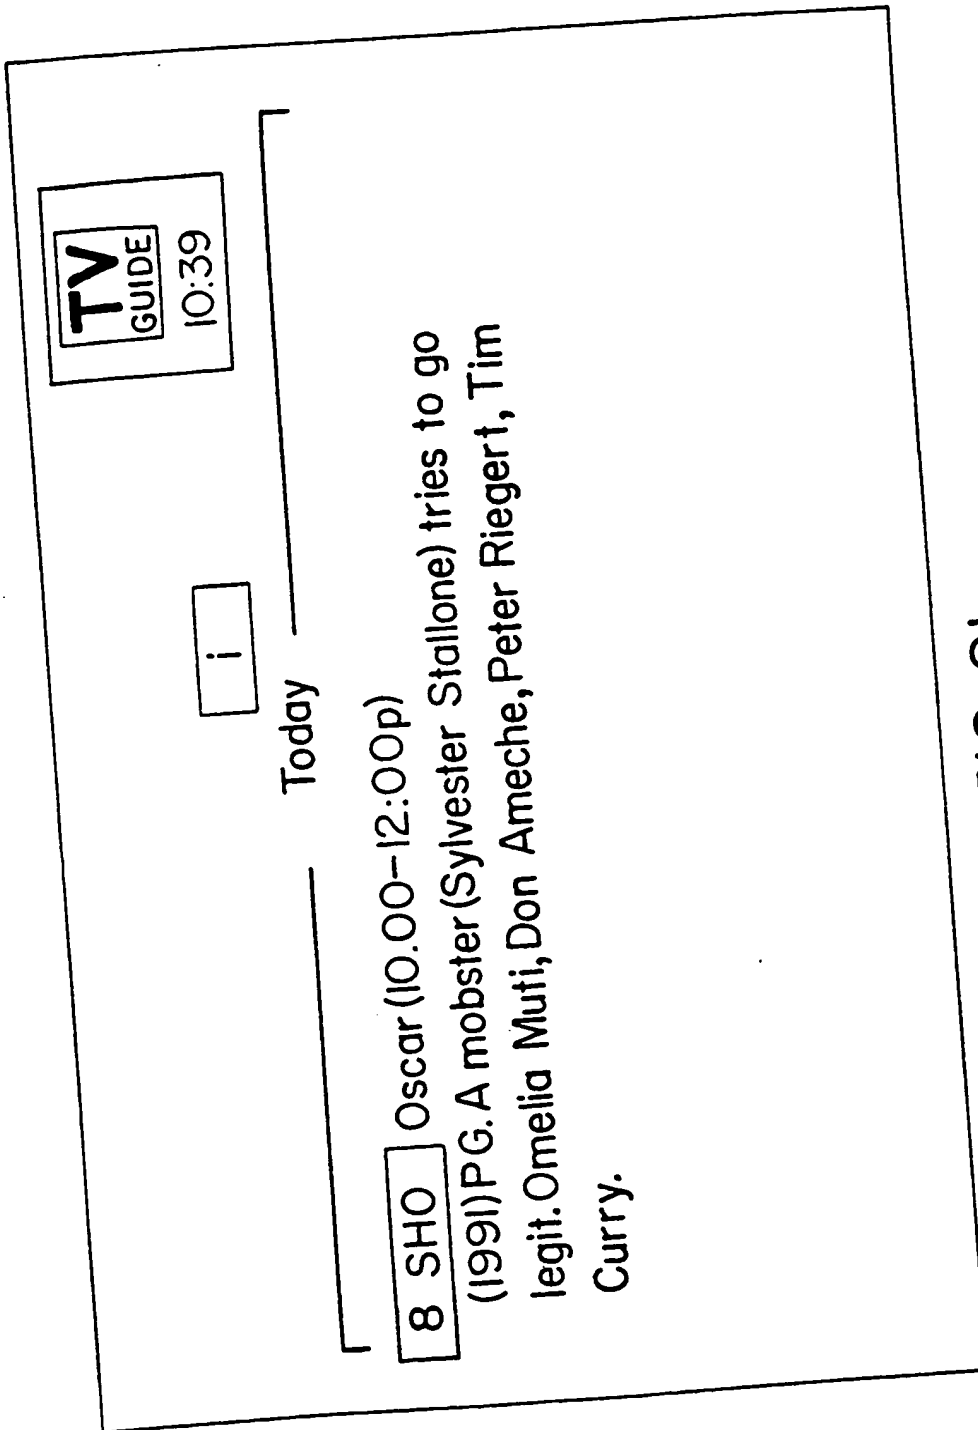 TV
GUIDE
10:39
i
Today
8 SHO Oscar (10.00-12:00p)
(1991) PG. A mobster (Sylvester Stallone) tries to go
legit. Omelia Muti, Don Ameche, Peter Riegert, Tim
Curry.